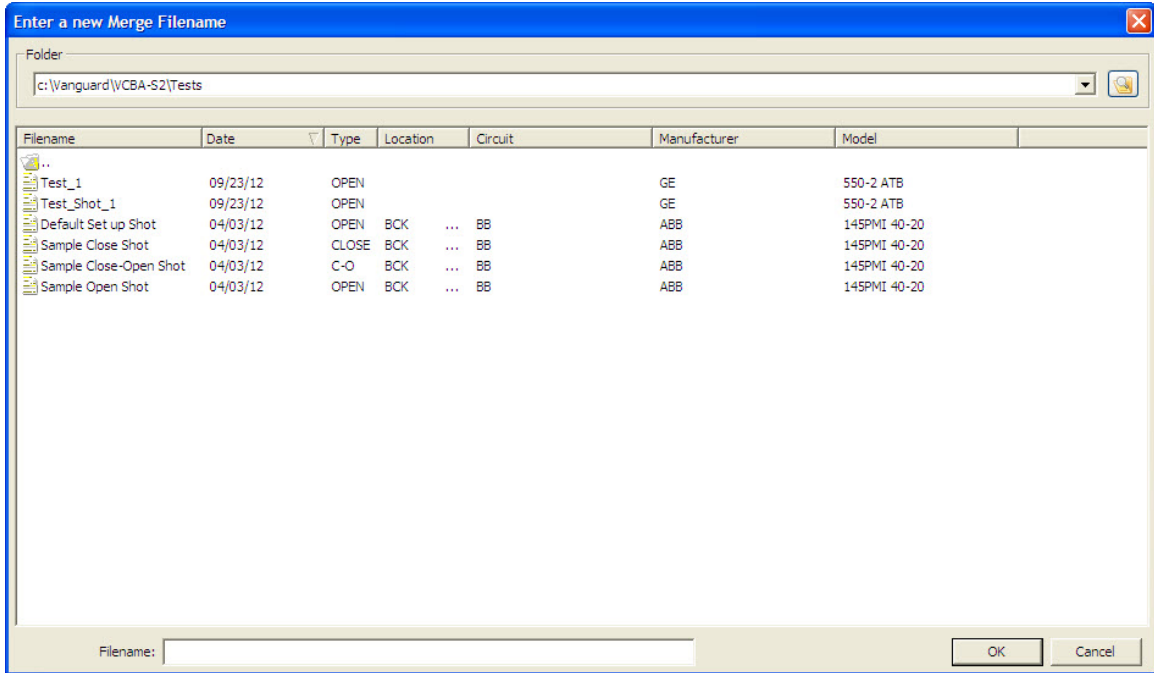 Enter a new Merge Filename
Folder
c:\Vanguard\VCBA-S2\Tests
Filename Date Type Location Circuit Manufacturer Model
..
Test_1 09/23/12 OPEN GE 550-2 ATB
Test_Shot_1 09/23/12 OPEN GE 550-2 ATB
Default Set up Shot 04/03/12 OPEN BCK ... BB ABB 145PMI 40-20
Sample Close Shot 04/03/12 CLOSE BCK ... BB ABB 145PMI 40-20
Sample Close-Open Shot 04/03/12 C-O BCK ... BB ABB 145PMI 40-20
Sample Open Shot 04/03/12 OPEN BCK ... BB ABB 145PMI 40-20
Filename: OK Cancel